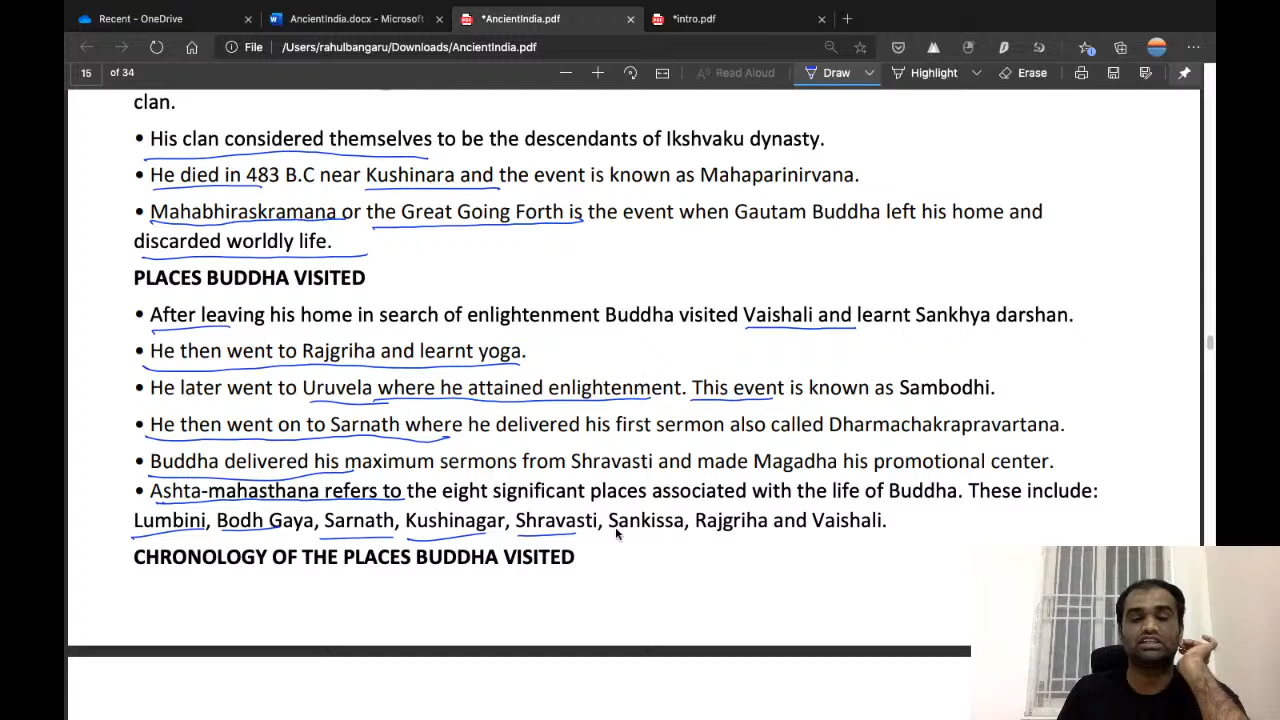 Recent - OneDrive
AncientIndia.docx - Microsoft
*AncientIndia.pdf
*intro.pdf
File
/Users/rahulbangaru/Downloads/AncientIndia.pdf
15 of 34
Read Aloud
Draw
Highlight
Erase
clan.
• His clan considered themselves to be the descendants of Ikshvaku dynasty.
• He died in 483 B.C near Kushinara and the event is known as Mahaparinirvana.
• Mahabhiraskramana or the Great Going Forth is the event when Gautam Buddha left his home and
discarded worldly life.
PLACES BUDDHA VISITED
• After leaving his home in search of enlightenment Buddha visited Vaishali and learnt Sankhya darshan.
• He then went to Rajgriha and learnt yoga.
• He later went to Uruvela where he attained enlightenment. This event is known as Sambodhi.
• He then went on to Sarnath where he delivered his first sermon also called Dharmachakrapravartana.
• Buddha delivered his maximum sermons from Shravasti and made Magadha his promotional center.
• Ashta-mahasthana refers to the eight significant places associated with the life of Buddha. These include:
Lumbini, Bodh Gaya, Sarnath, Kushinagar, Shravasti, Sankissa, Rajgriha and Vaishali.
CHRONOLOGY OF THE PLACES BUDDHA VISITED